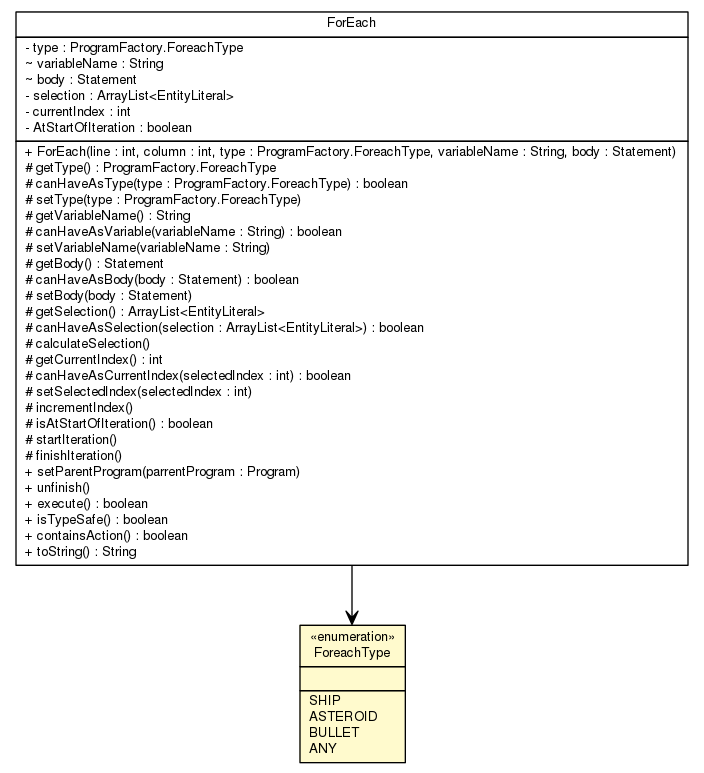 ForEach
- type : ProgramFactory.ForeachType
~ variableName : String
~ body : Statement
- selection : ArrayList<EntityLiteral>
- currentIndex : int
- AtStartOfIteration : boolean
+ ForEach(line : int, column : int, type : ProgramFactory.ForeachType, variableName : String, body : Statement)
# getType() : ProgramFactory.ForeachType
# canHaveAsType(type : ProgramFactory.ForeachType) : boolean
# setType(type : ProgramFactory.ForeachType)
# getVariableName() : String
# canHaveAsVariable(variableName : String) : boolean
# setVariableName(variableName : String)
# getBody() : Statement
# canHaveAsBody(body : Statement) : boolean
# setBody(body : Statement)
# getSelection() : ArrayList<EntityLiteral>
# canHaveAsSelection(selection : ArrayList<EntityLiteral>) : boolean
# calculateSelection()
# getCurrentIndex() : int
# canHaveAsCurrentIndex(selectedIndex : int) : boolean
# setSelectedIndex(selectedIndex : int)
# incrementIndex()
# isAtStartOfIteration() : boolean
# startIteration()
# finishIteration()
+ setParentProgram(parrentProgram : Program)
+ unfinish()
+ execute() : boolean
+ isTypeSafe() : boolean
+ containsAction() : boolean
+ toString() : String
«enumeration»
ForeachType
SHIP
ASTEROID
BULLET
ANY